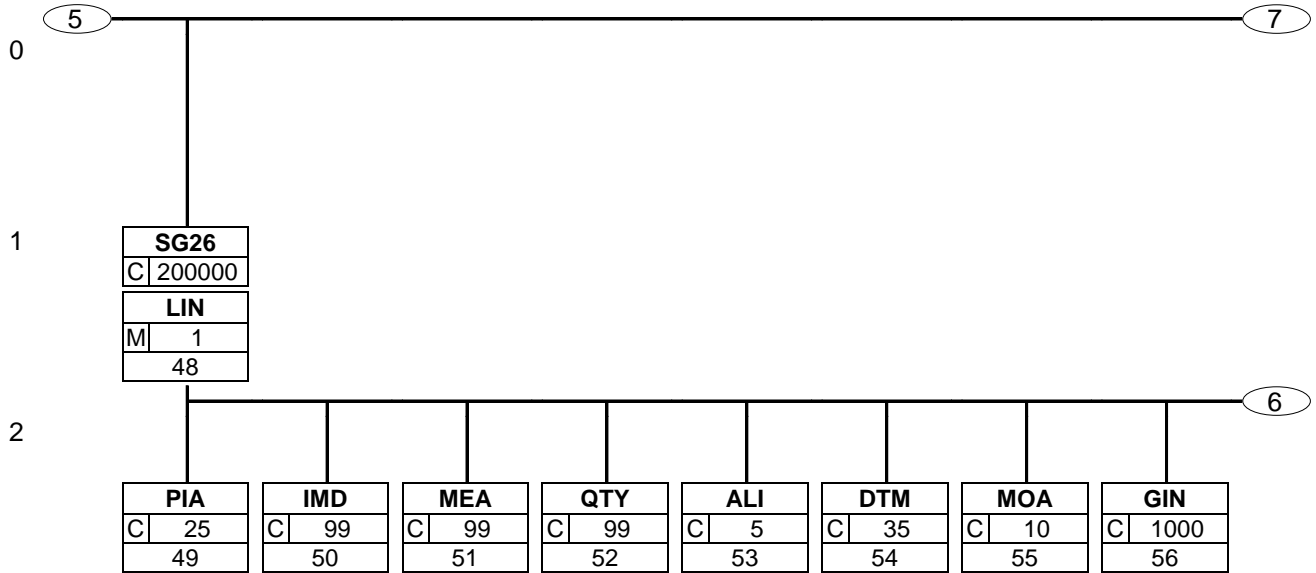 5 7
0
1
SG26
C 200000
LIN
M 1
48
6
2
PIA IMD MEA QTY ALI DTM MOA GIN
C 25 C 99 C 99 C 99 C 5 C 35 C 10 C 1000
49 50 51 52 53 54 55 56